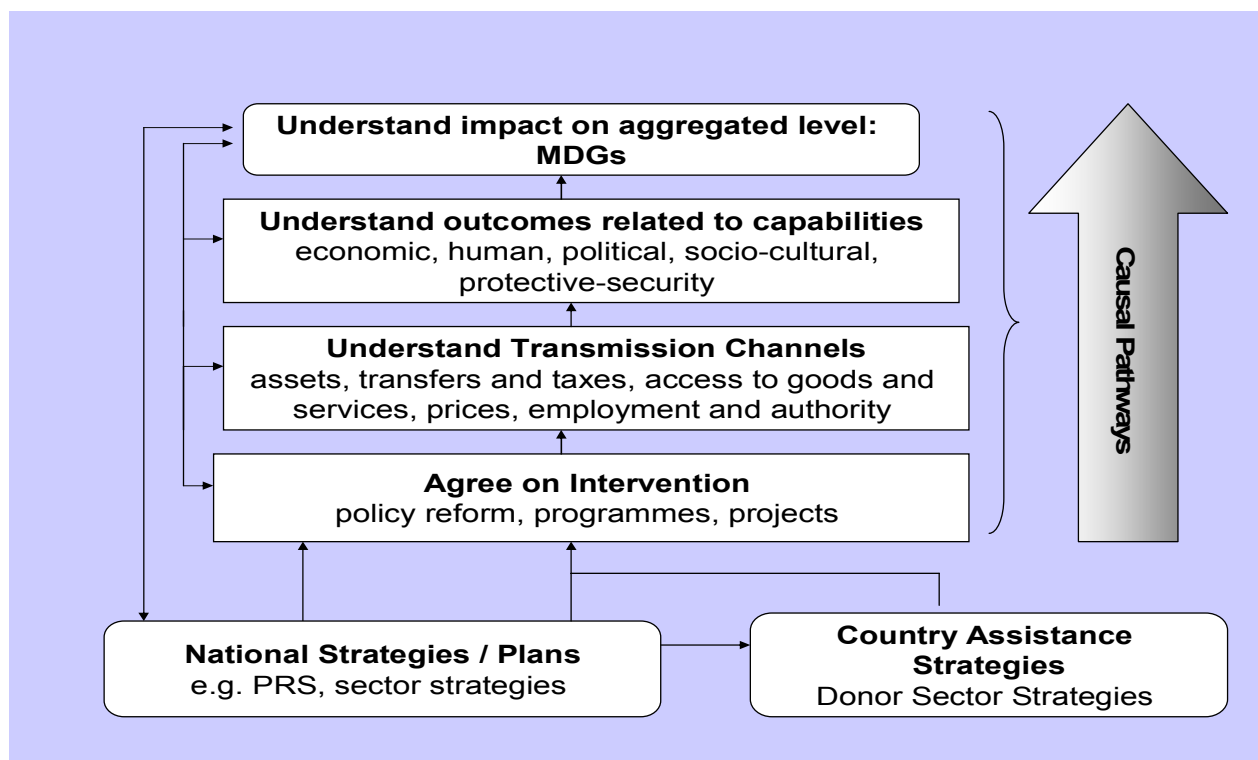 Understand impact on aggregated level:
MDGs
Understand outcomes related to capabilities
economic, human, political, socio-cultural,
protective-security
Understand Transmission Channels
assets, transfers and taxes, access to goods and
services, prices, employment and authority
Agree on Intervention
policy reform, programmes, projects
Causal Pathways
National Strategies / Plans
e.g. PRS, sector strategies
Country Assistance
Strategies
Donor Sector Strategies